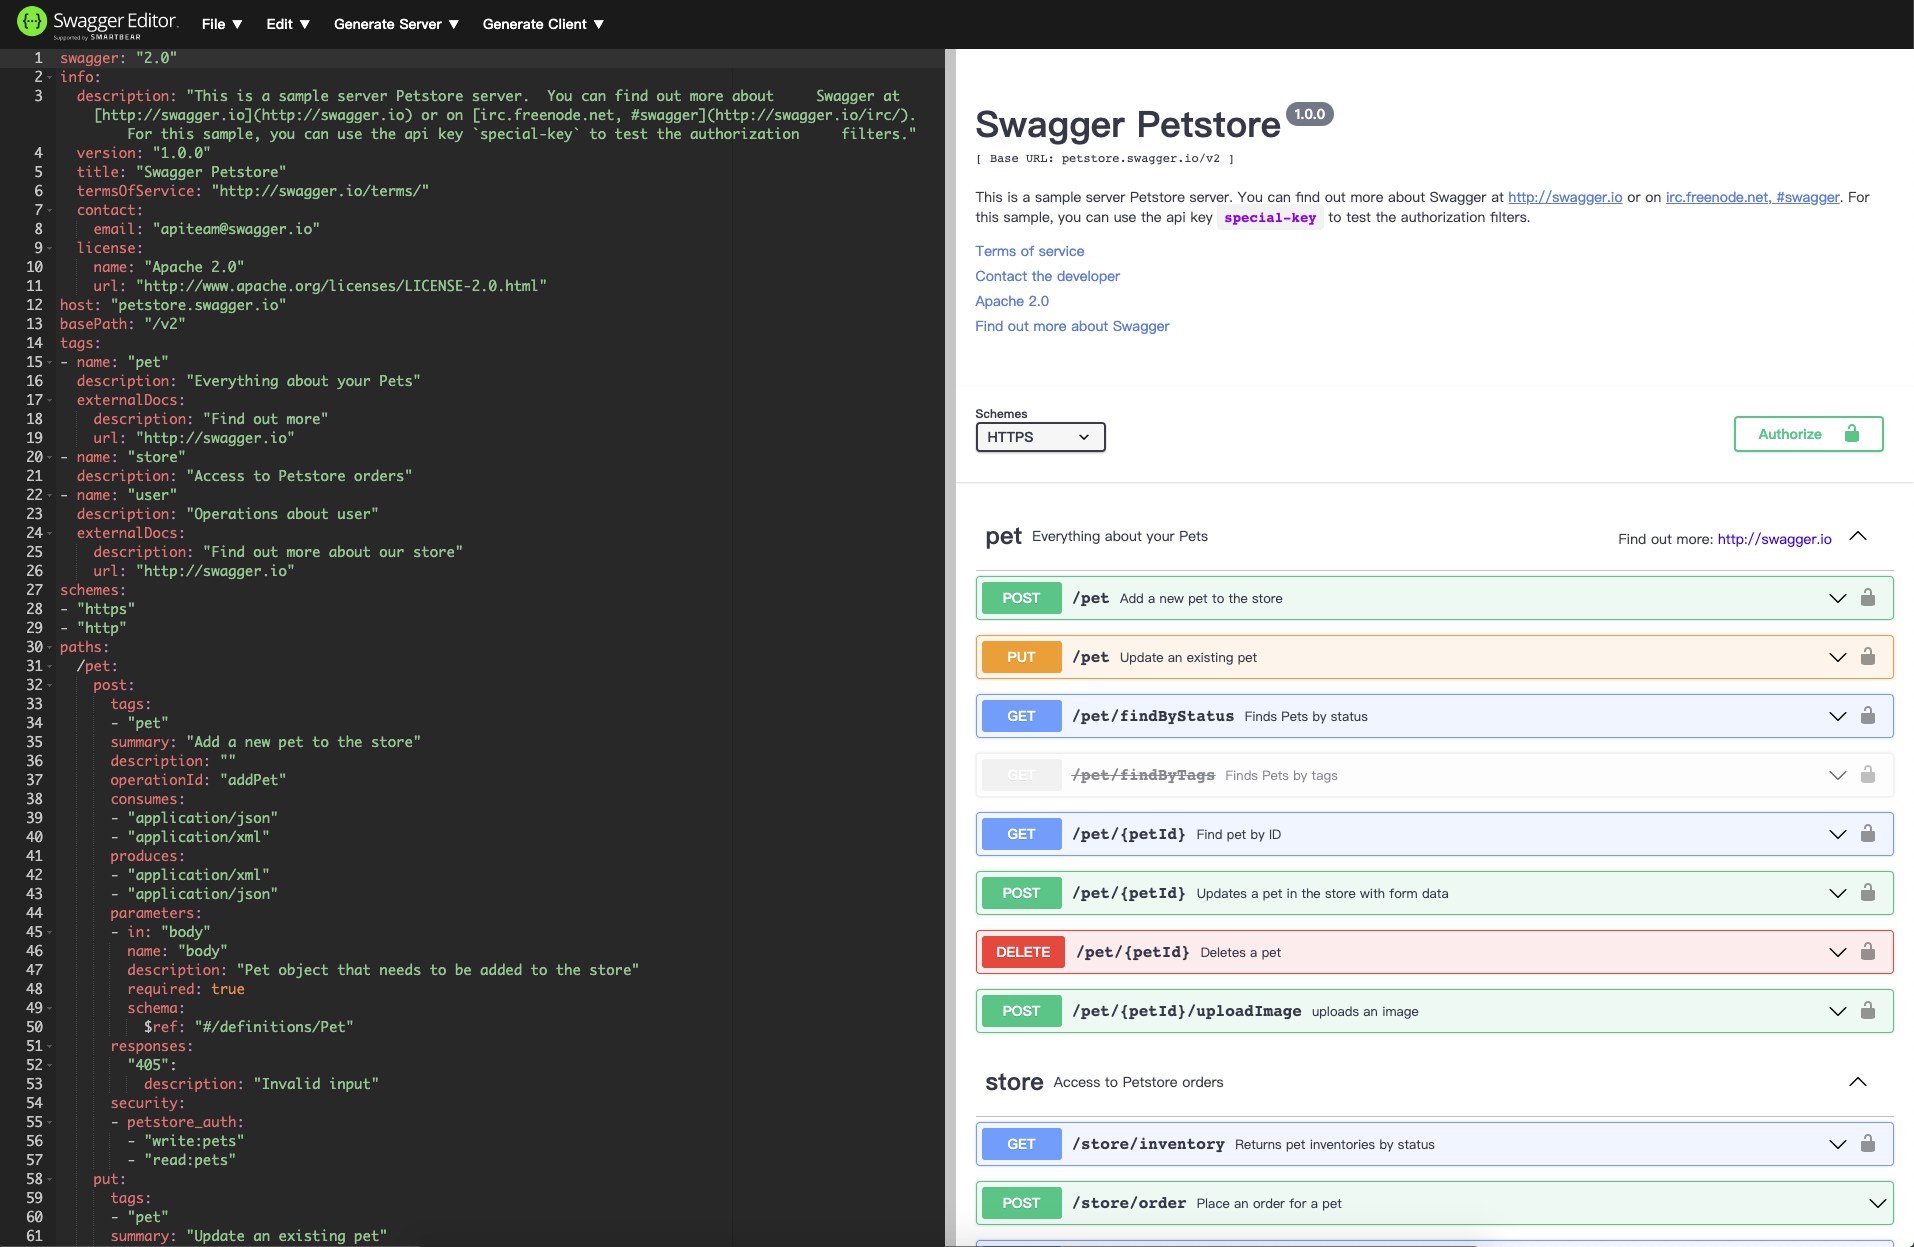 Swagger Editor.
Supported by SMARTBEAR
File ▼ Edit ▼ Generate Server ▼ Generate Client ▼
1 swagger: "2.0"
2 info:
3 description: "This is a sample server Petstore server.  You can find out more about     Swagger at
[http://swagger.io](http://swagger.io) or on [irc.freenode.net, #swagger](http://swagger.io/irc/).
For this sample, you can use the api key `special-key` to test the authorization     filters."
4 version: "1.0.0"
5 title: "Swagger Petstore"
6 termsOfService: "http://swagger.io/terms/"
7 contact:
8 email: "apiteam@swagger.io"
9 license:
10 name: "Apache 2.0"
11 url: "http://www.apache.org/licenses/LICENSE-2.0.html"
12 host: "petstore.swagger.io"
13 basePath: "/v2"
14 tags:
15 - name: "pet"
16 description: "Everything about your Pets"
17 externalDocs:
18 description: "Find out more"
19 url: "http://swagger.io"
20 - name: "store"
21 description: "Access to Petstore orders"
22 - name: "user"
23 description: "Operations about user"
24 externalDocs:
25 description: "Find out more about our store"
26 url: "http://swagger.io"
27 schemes:
28 - "https"
29 - "http"
30 paths:
31 /pet:
32 post:
33 tags:
34 - "pet"
35 summary: "Add a new pet to the store"
36 description: ""
37 operationId: "addPet"
38 consumes:
39 - "application/json"
40 - "application/xml"
41 produces:
42 - "application/xml"
43 - "application/json"
44 parameters:
45 - in: "body"
46 name: "body"
47 description: "Pet object that needs to be added to the store"
48 required: true
49 schema:
50 $ref: "#/definitions/Pet"
51 responses:
52 "405":
53 description: "Invalid input"
54 security:
55 - petstore_auth:
56 - "write:pets"
57 - "read:pets"
58 put:
59 tags:
60 - "pet"
61 summary: "Update an existing pet"
Swagger Petstore 1.0.0
[ Base URL: petstore.swagger.io/v2 ]
This is a sample server Petstore server. You can find out more about Swagger at http://swagger.io or on irc.freenode.net, #swagger. For
this sample, you can use the api key special-key to test the authorization filters.
Terms of service
Contact the developer
Apache 2.0
Find out more about Swagger
Schemes
HTTPS
Authorize
pet Everything about your Pets Find out more: http://swagger.io
POST /pet Add a new pet to the store
PUT /pet Update an existing pet
GET /pet/findByStatus Finds Pets by status
GET /pet/findByTags Finds Pets by tags
GET /pet/{petId} Find pet by ID
POST /pet/{petId} Updates a pet in the store with form data
DELETE /pet/{petId} Deletes a pet
POST /pet/{petId}/uploadImage uploads an image
store Access to Petstore orders
GET /store/inventory Returns pet inventories by status
POST /store/order Place an order for a pet